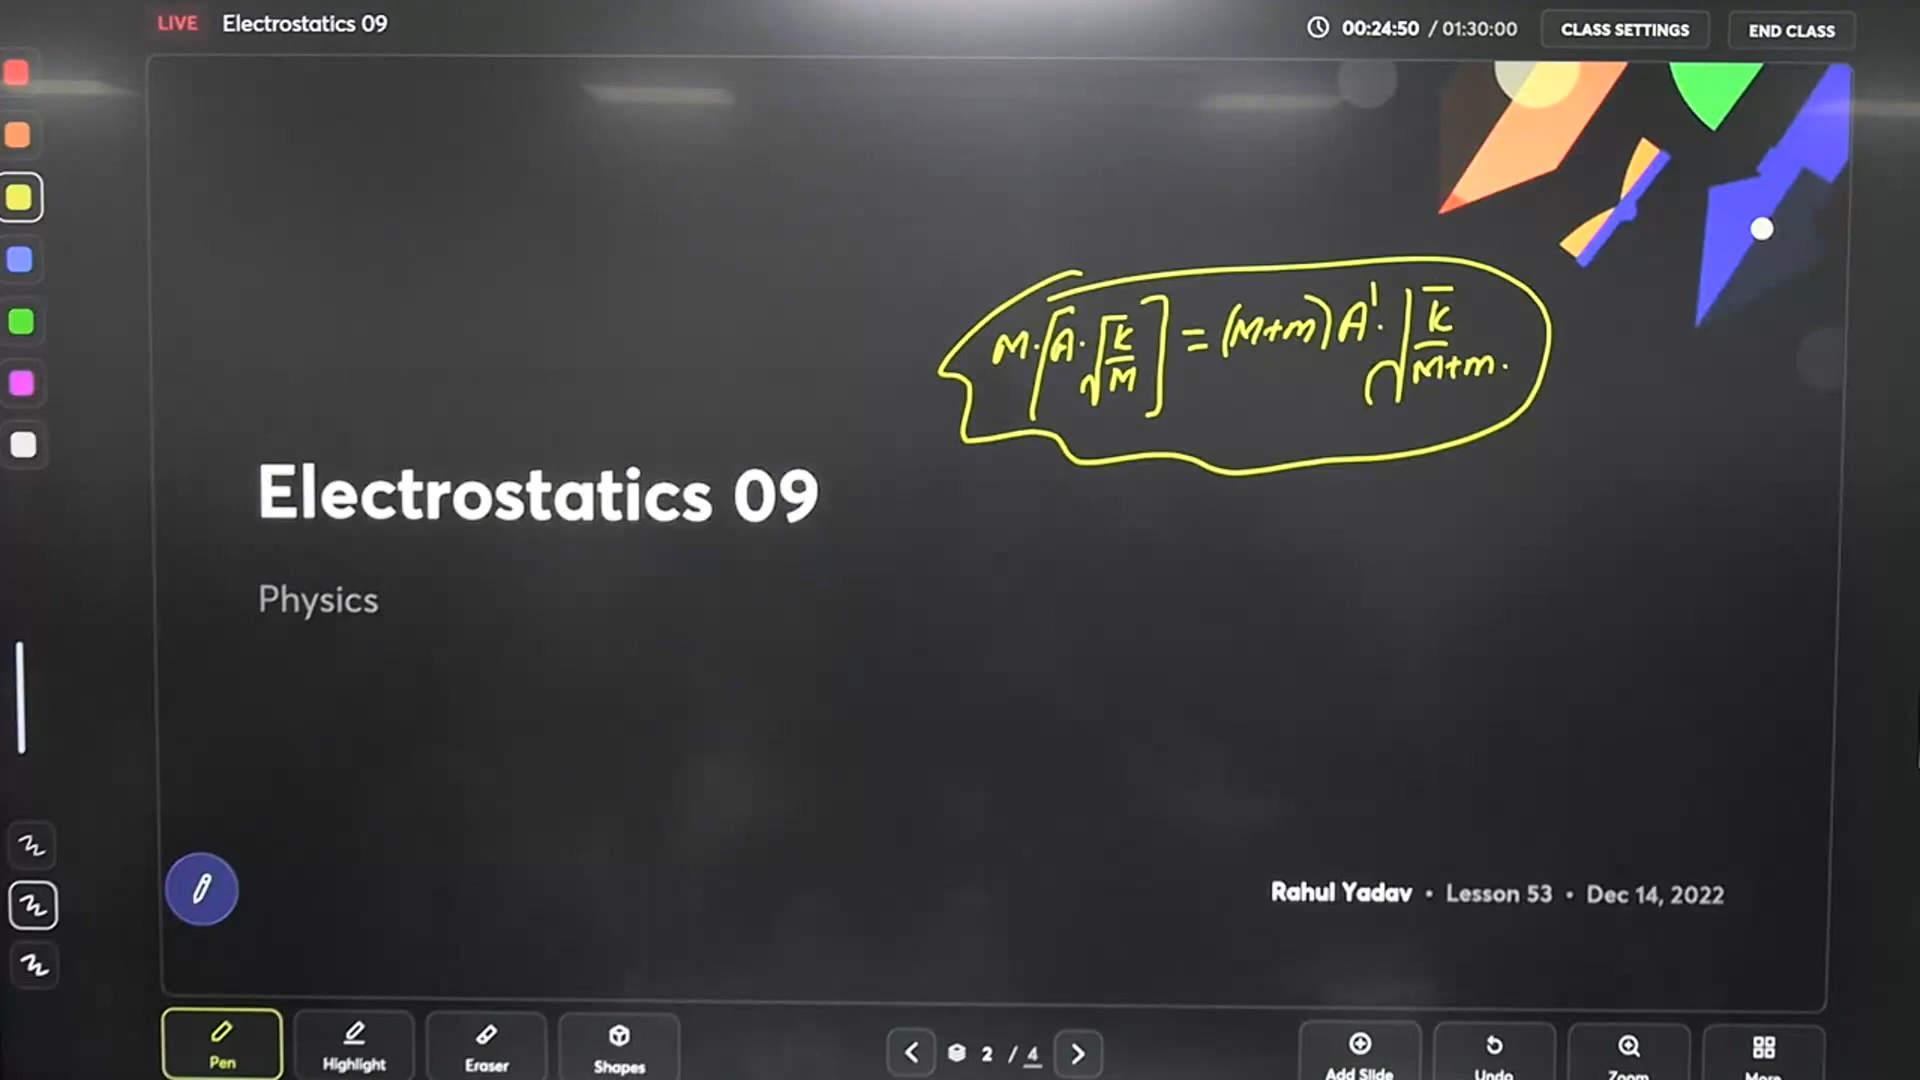 LIVE Electrostatics 09 00:24:50 / 01:30:00 CLASS SETTINGS END CLASS
M·[A·√(k/M)] = (M+m)A'·√(k/(M+m)).
Electrostatics 09
Physics
Rahul Yadav • Lesson 53 • Dec 14, 2022
Pen Highlight Eraser Shapes 2 / 4 Add Slide Undo Zoom More